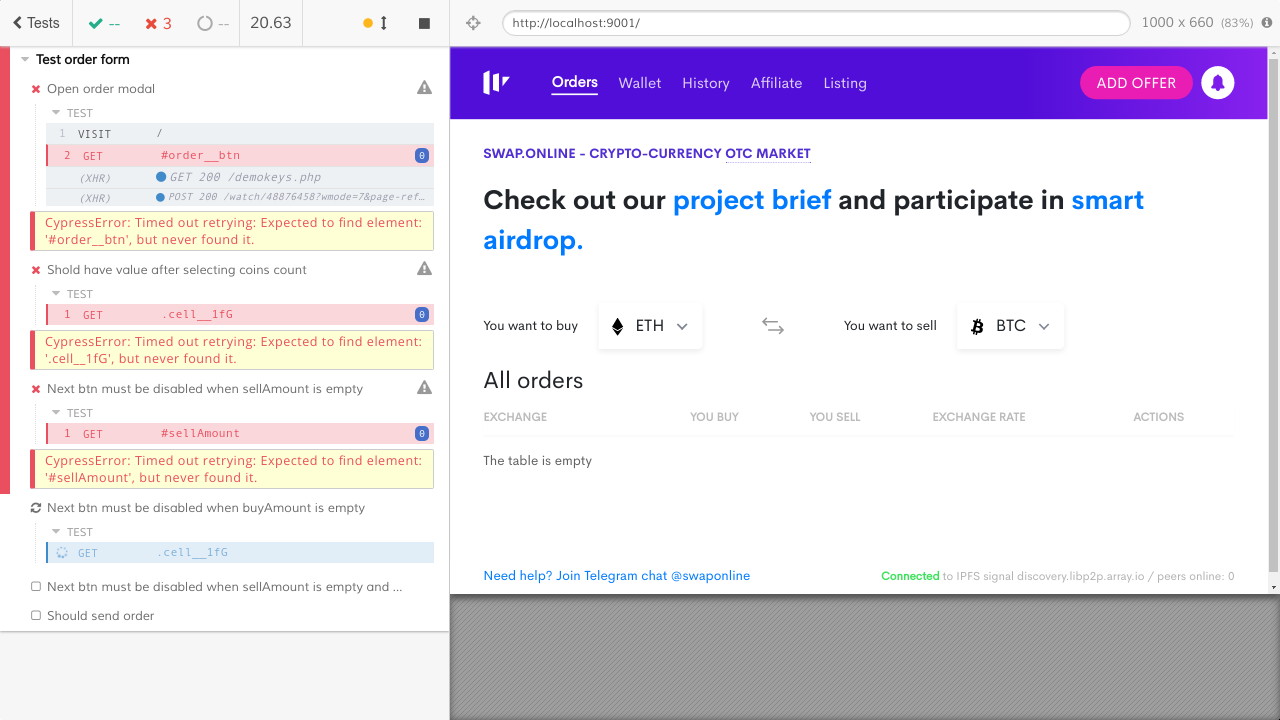 Tests
--
3
--
20.63
http://localhost:9001/
1000 x 660 (83%)
Test order form
Open order modal
TEST
1 VISIT /
2 GET #order__btn 0
(XHR) GET 200 /demokeys.php
(XHR) POST 200 /watch/48876458?wmode=7&page-ref…
CypressError: Timed out retrying: Expected to find element:
'#order__btn', but never found it.
Shold have value after selecting coins count
TEST
1 GET .cell__1fG 0
CypressError: Timed out retrying: Expected to find element:
'.cell__1fG', but never found it.
Next btn must be disabled when sellAmount is empty
TEST
1 GET #sellAmount 0
CypressError: Timed out retrying: Expected to find element:
'#sellAmount', but never found it.
Next btn must be disabled when buyAmount is empty
TEST
GET .cell__1fG
Next btn must be disabled when sellAmount is empty and ...
Should send order
Orders Wallet History Affiliate Listing
ADD OFFER
SWAP.ONLINE - CRYPTO-CURRENCY OTC MARKET
Check out our project brief and participate in smart
airdrop.
You want to buy ETH You want to sell BTC
All orders
EXCHANGE YOU BUY YOU SELL EXCHANGE RATE ACTIONS
The table is empty
Need help? Join Telegram chat @swaponline
Connected to IPFS signal discovery.libp2p.array.io / peers online: 0